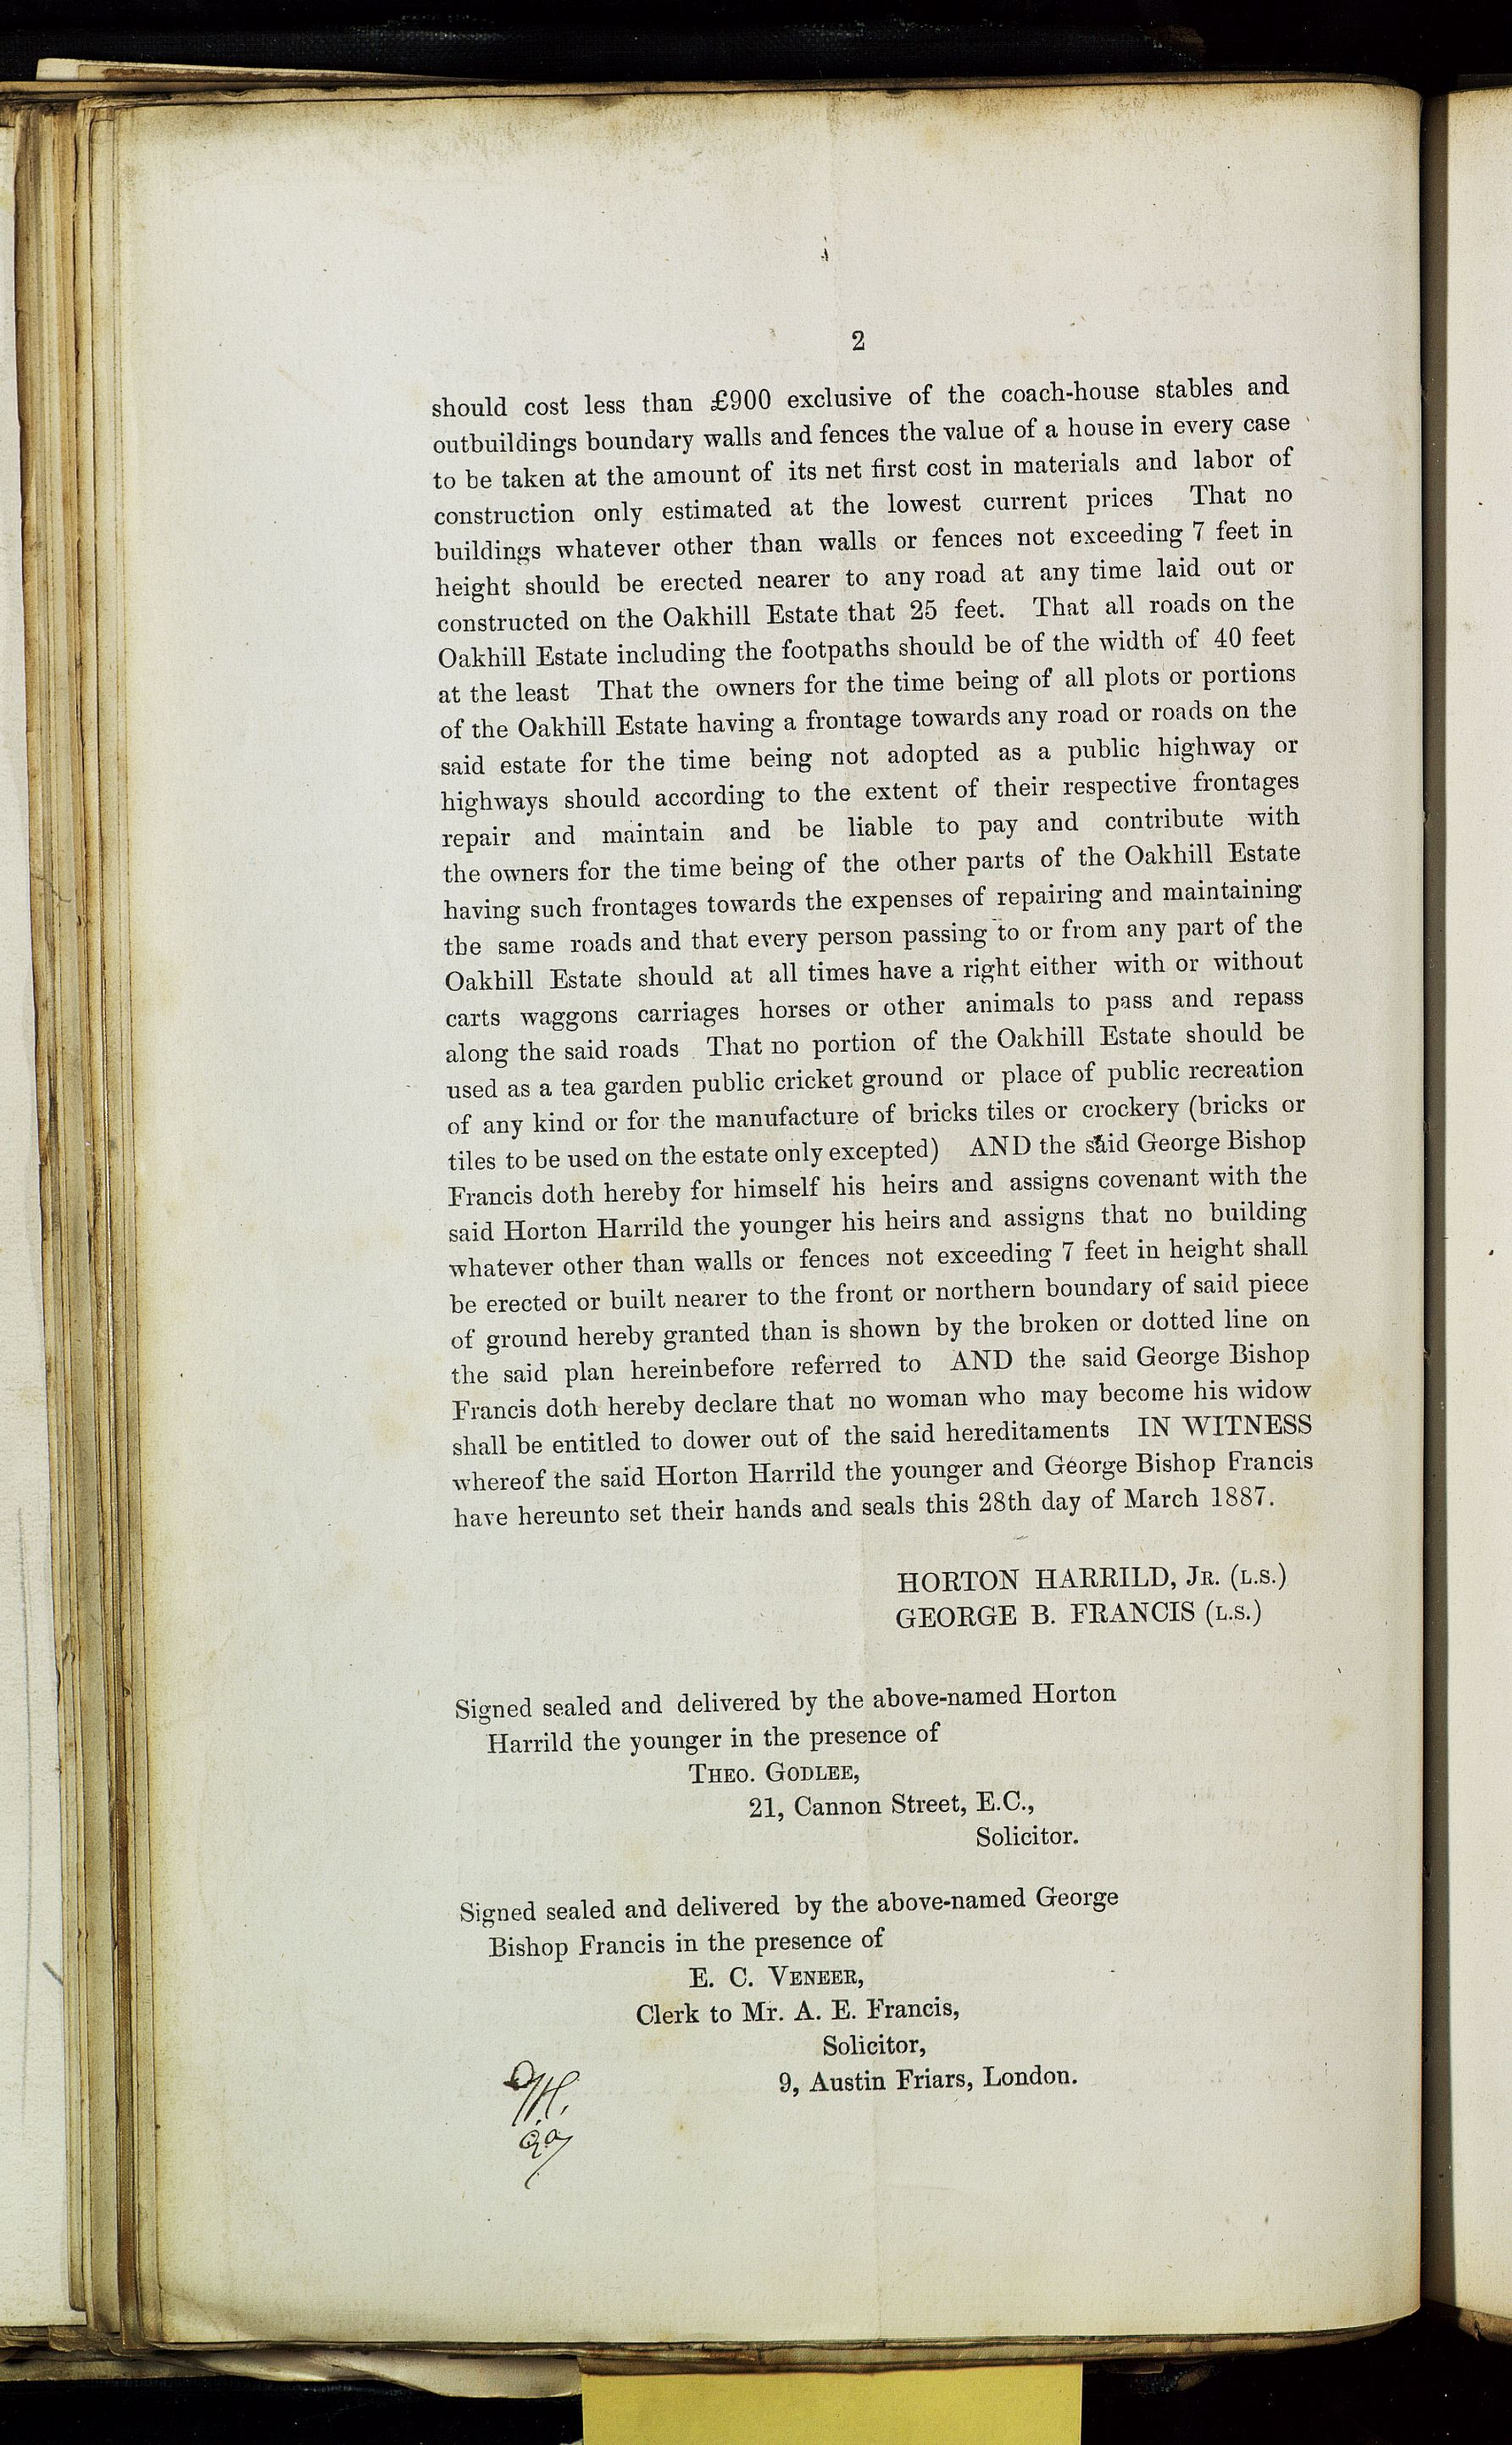 2
should cost less than £900 exclusive of the coach-house stables and
outbuildings boundary walls and fences the value of a house in every case
to be taken at the amount of its net first cost in materials and labor of
construction only estimated at the lowest current prices That no
buildings whatever other than walls or fences not exceeding 7 feet in
height should be erected nearer to any road at any time laid out or
constructed on the Oakhill Estate that 25 feet. That all roads on the
Oakhill Estate including the footpaths should be of the width of 40 feet
at the least That the owners for the time being of all plots or portions
of the Oakhill Estate having a frontage towards any road or roads on the
said estate for the time being not adopted as a public highway or
highways should according to the extent of their respective frontages
repair and maintain and be liable to pay and contribute with
the owners for the time being of the other parts of the Oakhill Estate
having such frontages towards the expenses of repairing and maintaining
the same roads and that every person passing to or from any part of the
Oakhill Estate should at all times have a right either with or without
carts waggons carriages horses or other animals to pass and repass
along the said roads That no portion of the Oakhill Estate should be
used as a tea garden public cricket ground or place of public recreation
of any kind or for the manufacture of bricks tiles or crockery (bricks or
tiles to be used on the estate only excepted) AND the said George Bishop
Francis doth hereby for himself his heirs and assigns covenant with the
said Horton Harrild the younger his heirs and assigns that no building
whatever other than walls or fences not exceeding 7 feet in height shall
be erected or built nearer to the front or northern boundary of said piece
of ground hereby granted than is shown by the broken or dotted line on
the said plan hereinbefore referred to AND the said George Bishop
Francis doth hereby declare that no woman who may become his widow
shall be entitled to dower out of the said hereditaments IN WITNESS
whereof the said Horton Harrild the younger and George Bishop Francis
have hereunto set their hands and seals this 28th day of March 1887.
HORTON HARRILD, JR. (L.S.)
GEORGE B. FRANCIS (L.S.)
Signed sealed and delivered by the above-named Horton
Harrild the younger in the presence of
THEO. GODLEE,
21, Cannon Street, E.C.,
Solicitor.
Signed sealed and delivered by the above-named George
Bishop Francis in the presence of
E. C. VENEER,
Clerk to Mr. A. E. Francis,
Solicitor,
9, Austin Friars, London.